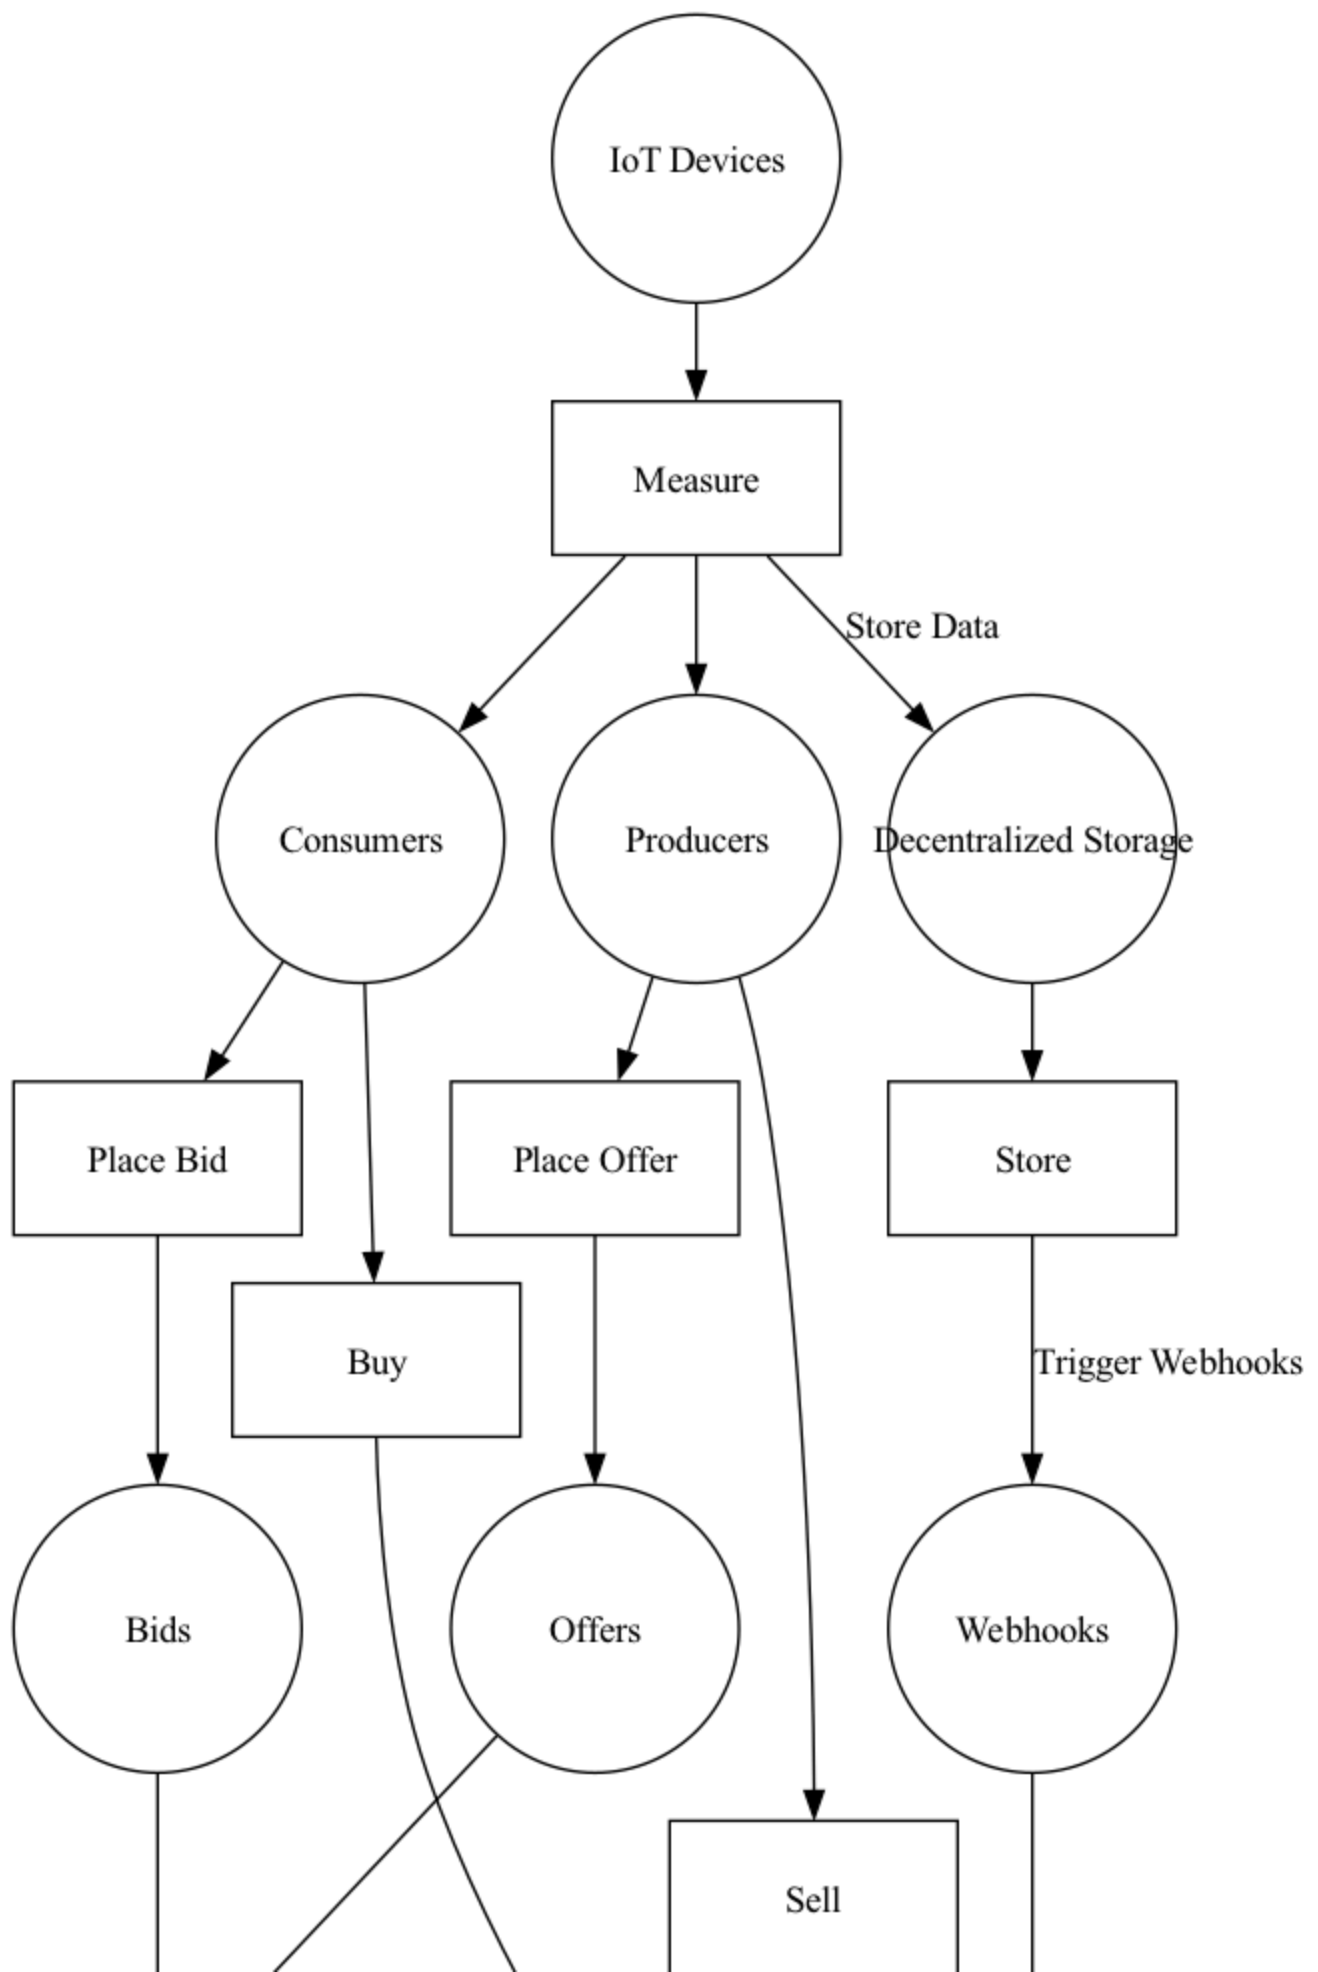 IoT Devices
Measure
Store Data
Consumers
Producers
Decentralized Storage
Place Bid
Place Offer
Store
Buy
Trigger Webhooks
Bids
Offers
Webhooks
Sell